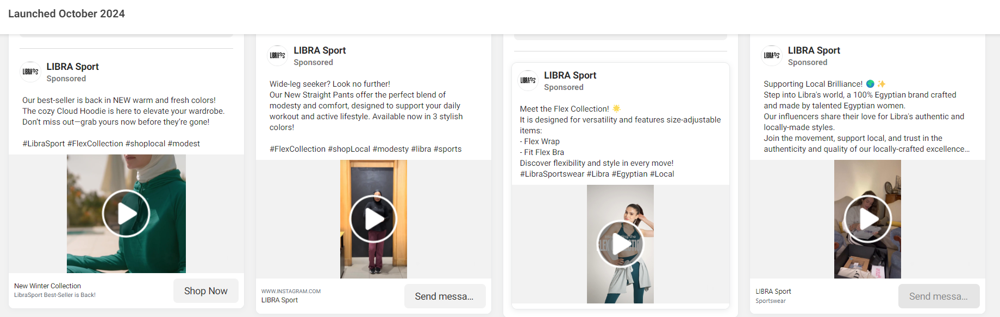 Launched October 2024
LIBRA
LIBRA Sport
Sponsored
Our best-seller is back in NEW warm and fresh colors!
The cozy Cloud Hoodie is here to elevate your wardrobe.
Don’t miss out—grab yours now before they’re gone!
#LibraSport #FlexCollection #shoplocal #modest
New Winter Collection
LibraSport Best-Seller is Back!
Shop Now
LIBRA
LIBRA Sport
Sponsored
Wide-leg seeker? Look no further!
Our New Straight Pants offer the perfect blend of
modesty and comfort, designed to support your daily
workout and active lifestyle. Available now in 3 stylish
colors!
#FlexCollection #shopLocal #modesty #libra #sports
WWW.INSTAGRAM.COM
LIBRA Sport
Send messa...
LIBRA
LIBRA Sport
Sponsored
Meet the Flex Collection! 🌟
It is designed for versatility and features size-adjustable
items:
- Flex Wrap
- Fit Flex Bra
Discover flexibility and style in every move!
#LibraSportswear #Libra #Egyptian #Local
the
LIBRA
LIBRA Sport
Sponsored
Supporting Local Brilliance! 🌍 ✨
Step into Libra's world, a 100% Egyptian brand crafted
and made by talented Egyptian women.
Our influencers share their love for Libra's authentic and
locally-made styles.
Join the movement, support local, and trust in the
authenticity and quality of our locally-crafted excellence...
LIBRA Sport
Sportswear
Send messa...